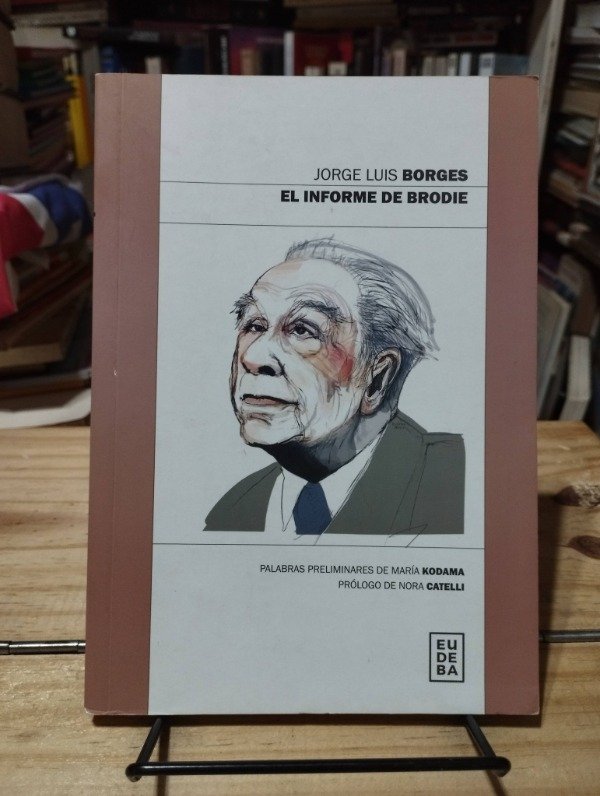 JORGE LUIS BORGES
EL INFORME DE BRODIE
PALABRAS PRELIMINARES DE MARÍA KODAMA
PRÓLOGO DE NORA CATELLI
EU
DE
BA